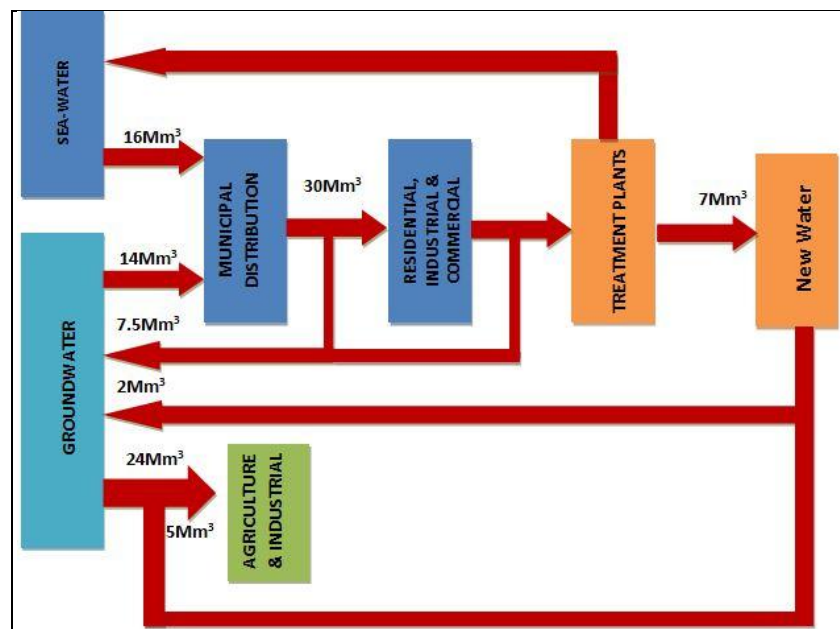 SEA-WATER
16Mm³
MUNICIPAL
DISTRIBUTION
30Mm³
RESIDENTIAL,
INDUSTRIAL &
COMMERCIAL
TREATMENT PLANTS
7Mm³
New Water
GROUNDWATER
14Mm³
7.5Mm³
2Mm³
24Mm³
5Mm³
AGRICULTURE
& INDUSTRIAL